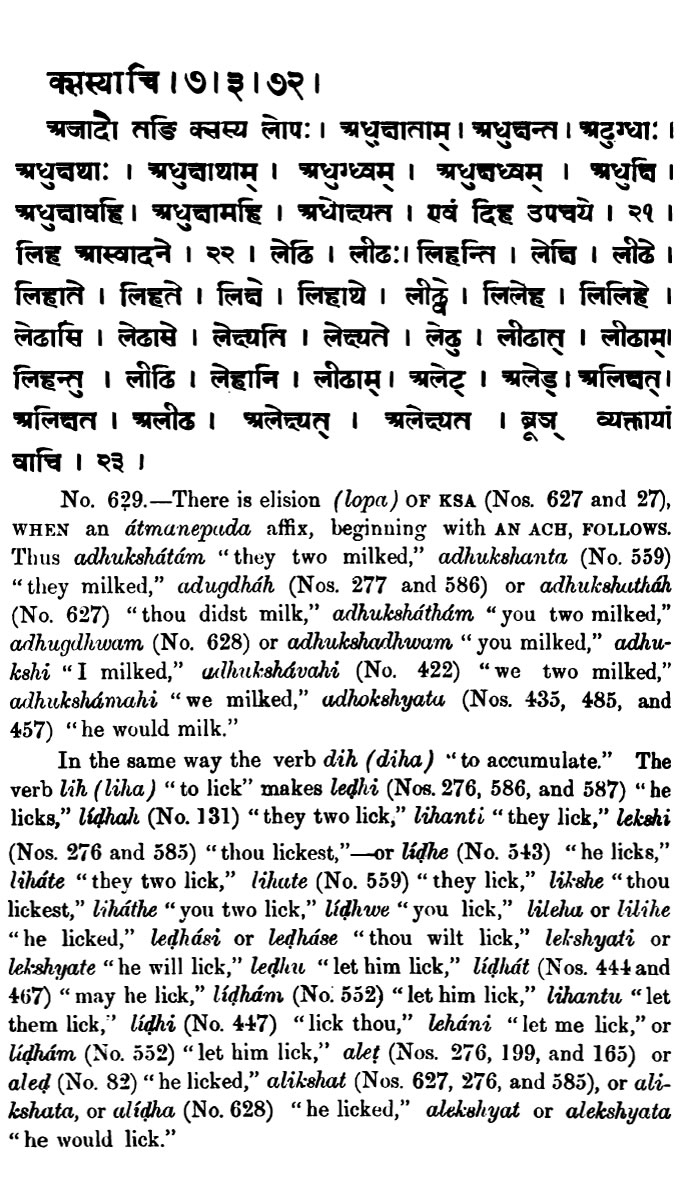 क्सस्याचि । ७ । ३ । ७२ ।
अजादौ तङि क्सस्य लोपः । अधुक्षाताम् । अधुक्षन्त । अदुग्धाः ।
अधुक्षथाः । अधुक्षाथाम् । अधुग्ध्वम् । अधुक्षध्वम् । अधुक्षि ।
अधुक्षावहि । अधुक्षामहि । अधोक्ष्यत । एवं दिह उपचये । २१ ।
लिह आस्वादने । २२ । लेढि । लीढः । लिहन्ति । लेक्षि । लीढे ।
लिहाते । लिहते । लिक्षे । लिहाथे । लीढ्वे । लिलेह । लिलिहे ।
लेढासि । लेढासे । लेक्ष्यति । लेक्ष्यते । लेढु । लीढात् । लीढाम् ।
लिहन्तु । लीढि । लेहानि । लीढाम् । अलेट् । अलेड् । अलिक्षत् ।
अलिक्षत । अलीढ । अलेक्ष्यत् । अलेक्ष्यत । ब्रूञ् व्यक्तायां
वाचि । २३ ।
No. 629.—There is elision (lopa) OF KSA (Nos. 627 and 27),
WHEN an átmanepada affix, beginning with AN ACH, FOLLOWS.
Thus adhukshátám “they two milked,” adhukshanta (No. 559)
“they milked,” adugdháh (Nos. 277 and 586) or adhukshatháh
(No. 627) “thou didst milk,” adhuksháthám “you two milked,”
adhugdhwam (No. 628) or adhukshadhwam “you milked,” adhu-
kshi “I milked,” adhukshávahi (No. 422) “we two milked,”
adhukshámahi “we milked,” adhokshyata (Nos. 435, 485, and
457) “he would milk.”
In the same way the verb dih (diha) “to accumulate.” The
verb lih (liha) “to lick” makes leḍhi (Nos. 276, 586, and 587) “he
licks,” líḍhah (No. 131) “they two lick,” lihanti “they lick,” lekshi
(Nos. 276 and 585) “thou lickest,”—or líḍhe (No. 543) “he licks,”
liháte “they two lick,” lihate (No. 559) “they lick,” likshe “thou
lickest,” liháthe “you two lick,” líḍhwe “you lick,” lileha or lilihe
“he licked,” leḍhási or leḍháse “thou wilt lick,” lekshyati or
lekshyate “he will lick,” leḍhu “let him lick,” líḍhát (Nos. 444 and
467) “may he lick,” líḍhám (No. 552) “let him lick,” lihantu “let
them lick,” líḍhi (No. 447) “lick thou,” leháni “let me lick,” or
líḍhám (No. 552) “let him lick,” aleṭ (Nos. 276, 199, and 165) or
aleḍ (No. 82) “he licked,” alikshat (Nos. 627, 276, and 585), or ali-
kshata, or alíḍha (No. 628) “he licked,” alekshyat or alekshyata
“he would lick.”